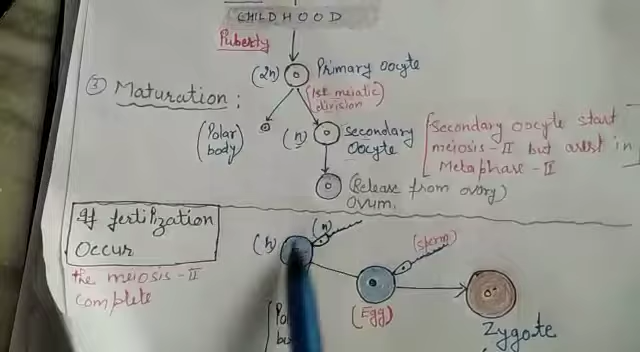 CHILDHOOD
Puberty
(2n) Primary oocyte
(1st meiotic division)
③ Maturation:
(Polar body)
(n) Secondary Oocyte
[Secondary Oocyte start meiosis-II but arest in Metaphase-II]
(Release from ovary)
Ovum,
If fertilization Occur
the meiosis-II complete
(n)
(n)
(sperm)
(Egg)
Zygote